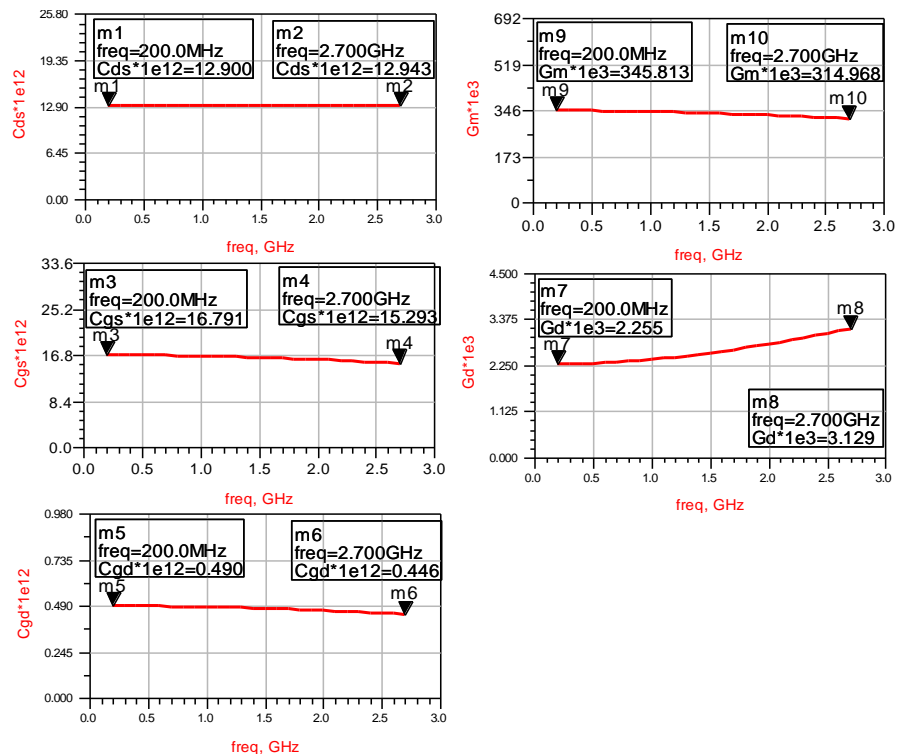 25.80
19.35
12.90
6.45
0.00
Cds*1e12
m1
freq=200.0MHz
Cds*1e12=12.900
m2
freq=2.700GHz
Cds*1e12=12.943
m1
m2
0.0 0.5 1.0 1.5 2.0 2.5 3.0
freq, GHz
692
519
346
173
0
Gm*1e3
m9
freq=200.0MHz
Gm*1e3=345.813
m10
freq=2.700GHz
Gm*1e3=314.968
m9
m10
0.0 0.5 1.0 1.5 2.0 2.5 3.0
freq, GHz
33.6
25.2
16.8
8.4
0.0
Cgs*1e12
m3
freq=200.0MHz
Cgs*1e12=16.791
m4
freq=2.700GHz
Cgs*1e12=15.293
m3
m4
0.0 0.5 1.0 1.5 2.0 2.5 3.0
freq, GHz
4.500
3.375
2.250
1.125
0.000
Gd*1e3
m7
freq=200.0MHz
Gd*1e3=2.255
m7
m8
m8
freq=2.700GHz
Gd*1e3=3.129
0.0 0.5 1.0 1.5 2.0 2.5 3.0
freq, GHz
0.980
0.735
0.490
0.245
0.000
Cgd*1e12
m5
freq=200.0MHz
Cgd*1e12=0.490
m6
freq=2.700GHz
Cgd*1e12=0.446
m5
m6
0.0 0.5 1.0 1.5 2.0 2.5 3.0
freq, GHz